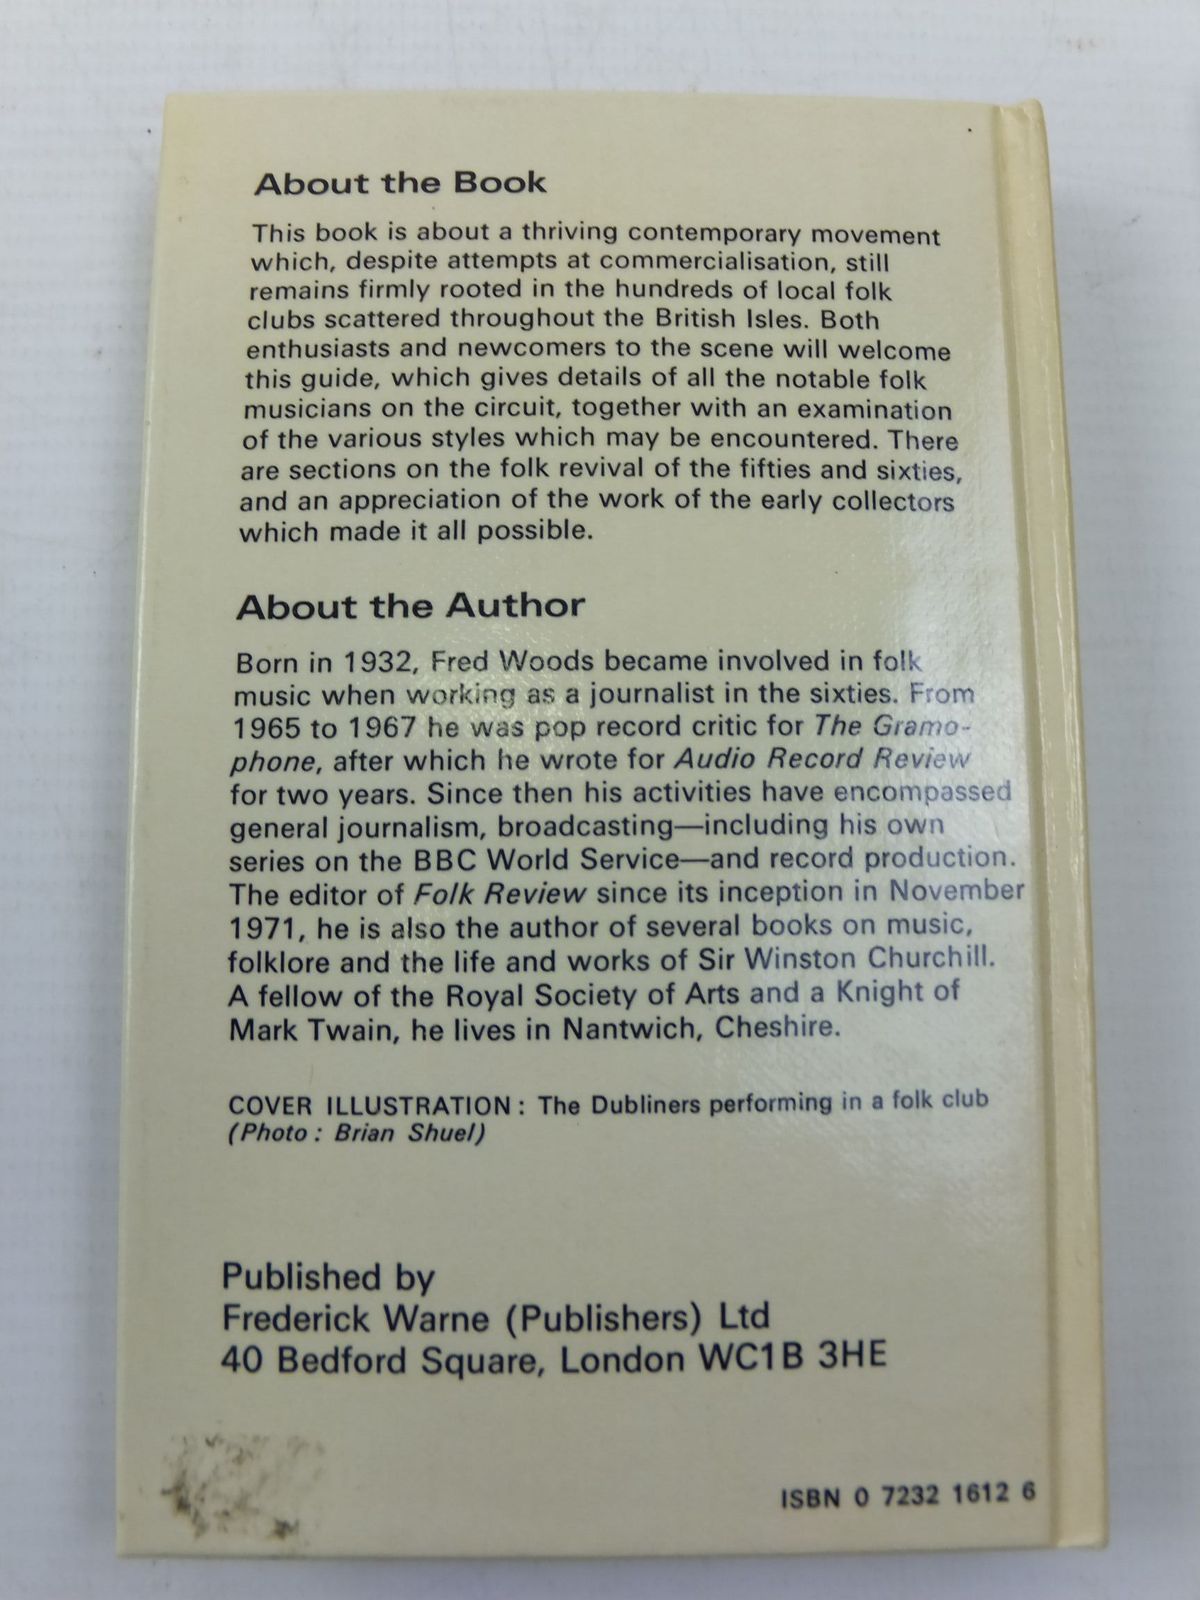 About the Book
This book is about a thriving contemporary movement
which, despite attempts at commercialisation, still
remains firmly rooted in the hundreds of local folk
clubs scattered throughout the British Isles. Both
enthusiasts and newcomers to the scene will welcome
this guide, which gives details of all the notable folk
musicians on the circuit, together with an examination
of the various styles which may be encountered. There
are sections on the folk revival of the fifties and sixties,
and an appreciation of the work of the early collectors
which made it all possible.
About the Author
Born in 1932, Fred Woods became involved in folk
music when working as a journalist in the sixties. From
1965 to 1967 he was pop record critic for The Gramo-
phone, after which he wrote for Audio Record Review
for two years. Since then his activities have encompassed
general journalism, broadcasting—including his own
series on the BBC World Service—and record production.
The editor of Folk Review since its inception in November
1971, he is also the author of several books on music,
folklore and the life and works of Sir Winston Churchill.
A fellow of the Royal Society of Arts and a Knight of
Mark Twain, he lives in Nantwich, Cheshire.
COVER ILLUSTRATION: The Dubliners performing in a folk club
(Photo: Brian Shuel)
Published by
Frederick Warne (Publishers) Ltd
40 Bedford Square, London WC1B 3HE
ISBN 0 7232 1612 6